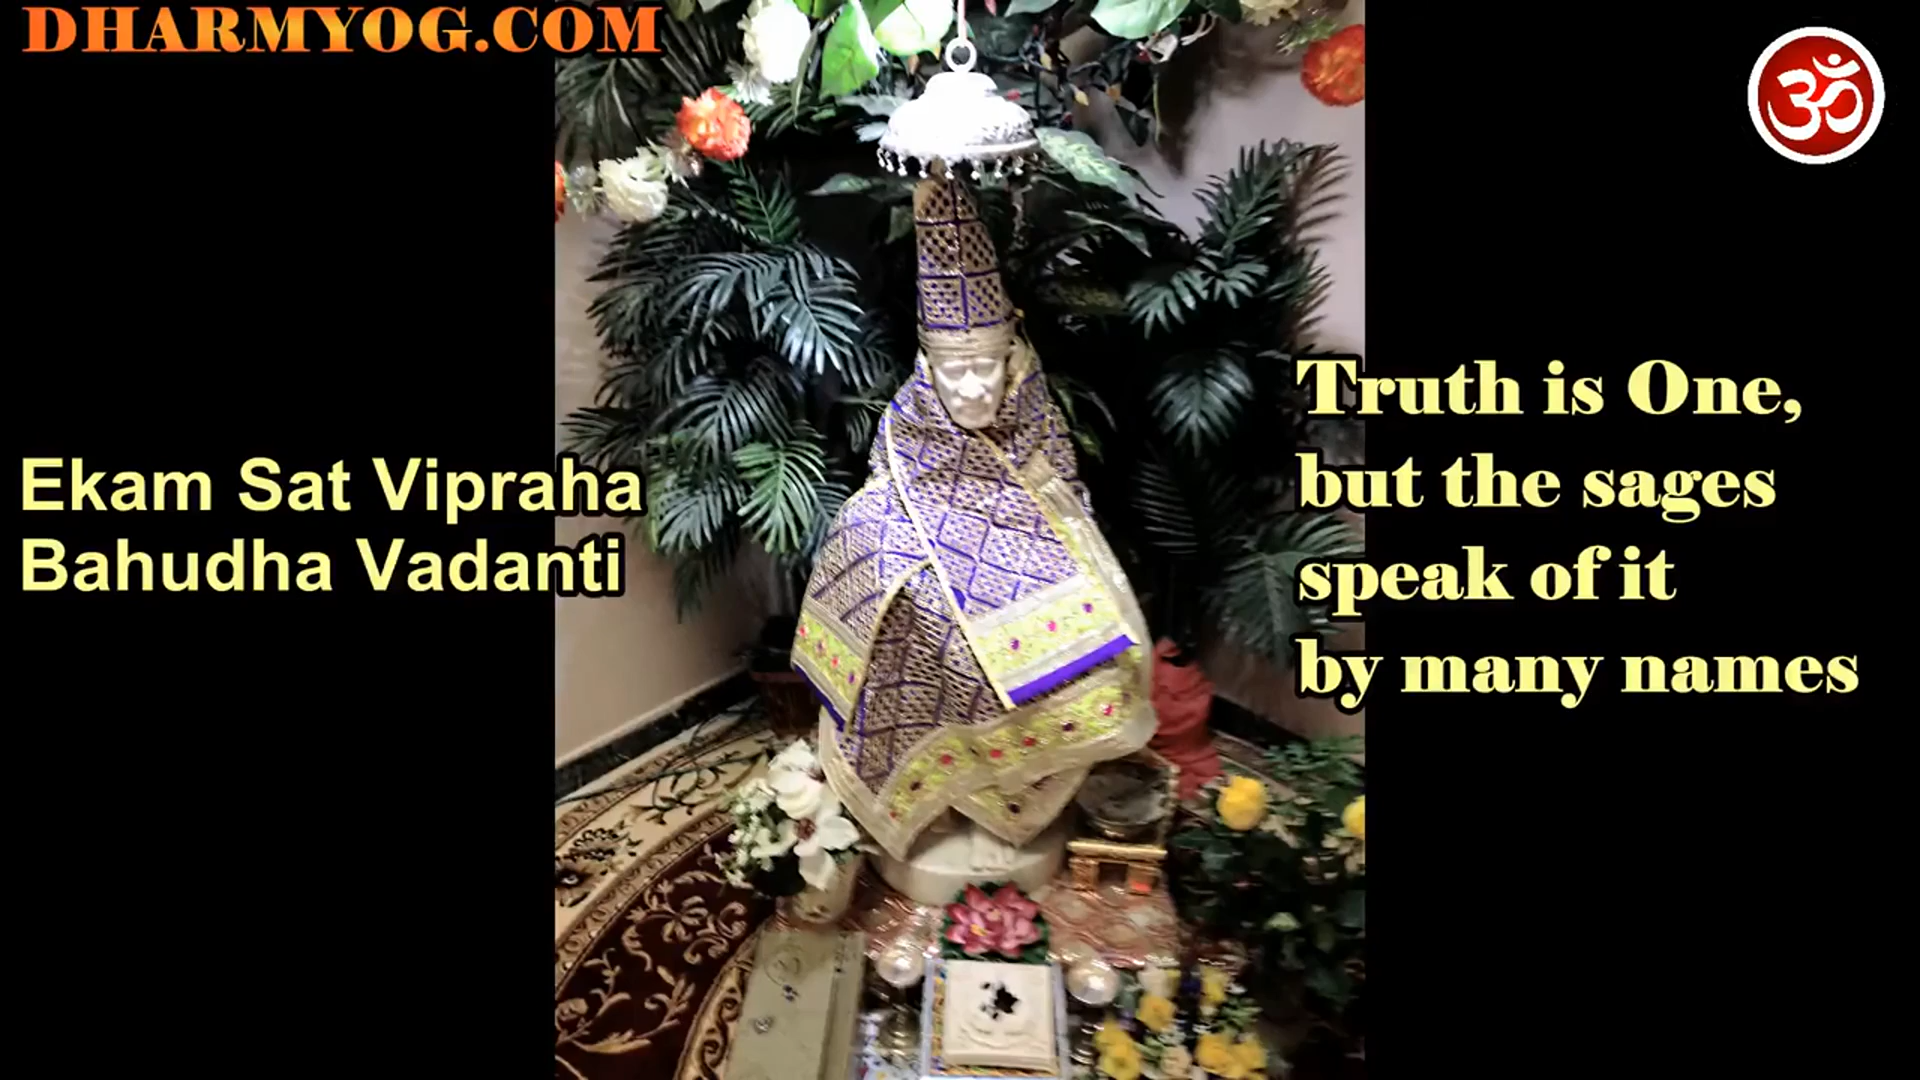 DHARMYOG.COM
ॐ
Ekam Sat Vipraha
Bahudha Vadanti
Truth is One,
but the sages
speak of it
by many names